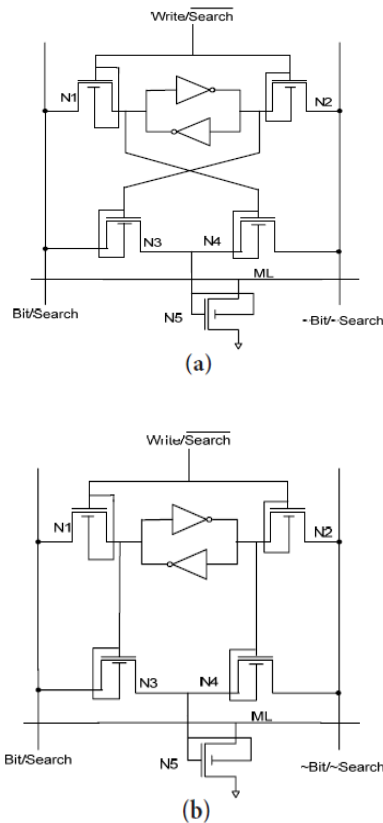 Write/Search
N1
N2
N3
N4
ML
Bit/Search
N5
~Bit/~Search
(a)
Write/Search
N1
N2
N3
N4
ML
Bit/Search
N5
~Bit/~Search
(b)